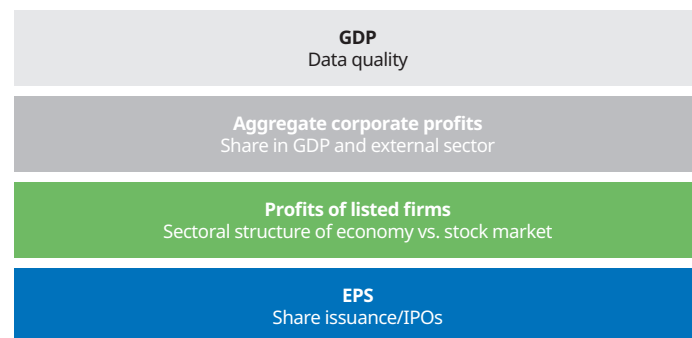 GDP
Data quality
Aggregate corporate profits
Share in GDP and external sector
Profits of listed firms
Sectoral structure of economy vs. stock market
EPS
Share issuance/IPOs